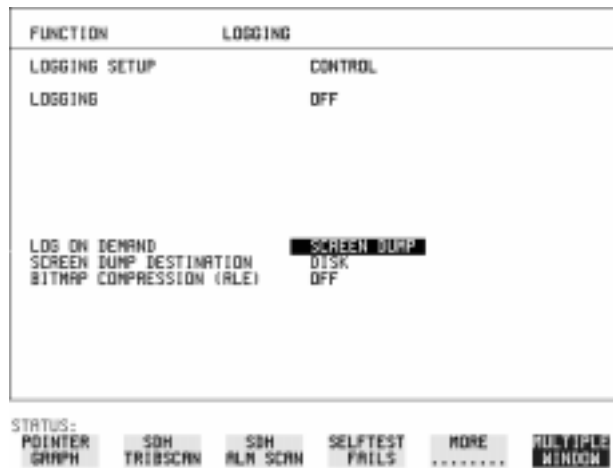 FUNCTION LOGGING
LOGGING SETUP CONTROL
LOGGING OFF
LOG ON DEMAND SCREEN DUMP
SCREEN DUMP DESTINATION DISK
BITMAP COMPRESSION (RLE) OFF
STATUS:
POINTER GRAPH
SDH TRIBSCAN
SDH ALM SCAN
SELFTEST FAILS
MORE ........
MULTIPLE WINDOW